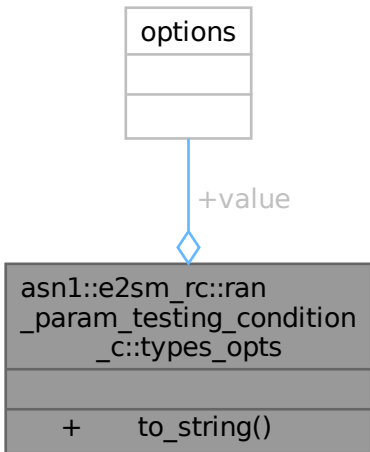 options
+value
asn1::e2sm_rc::ran
_param_testing_condition
_c::types_opts
+ to_string()